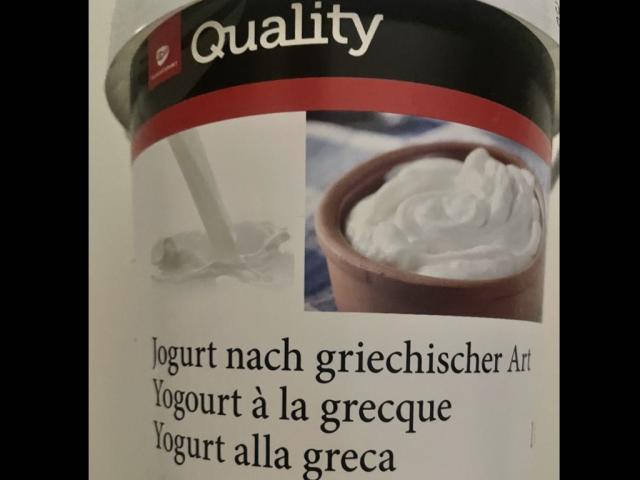 Quality
Jogurt nach griechischer Art
Yogourt à la grecque
Yogurt alla greca